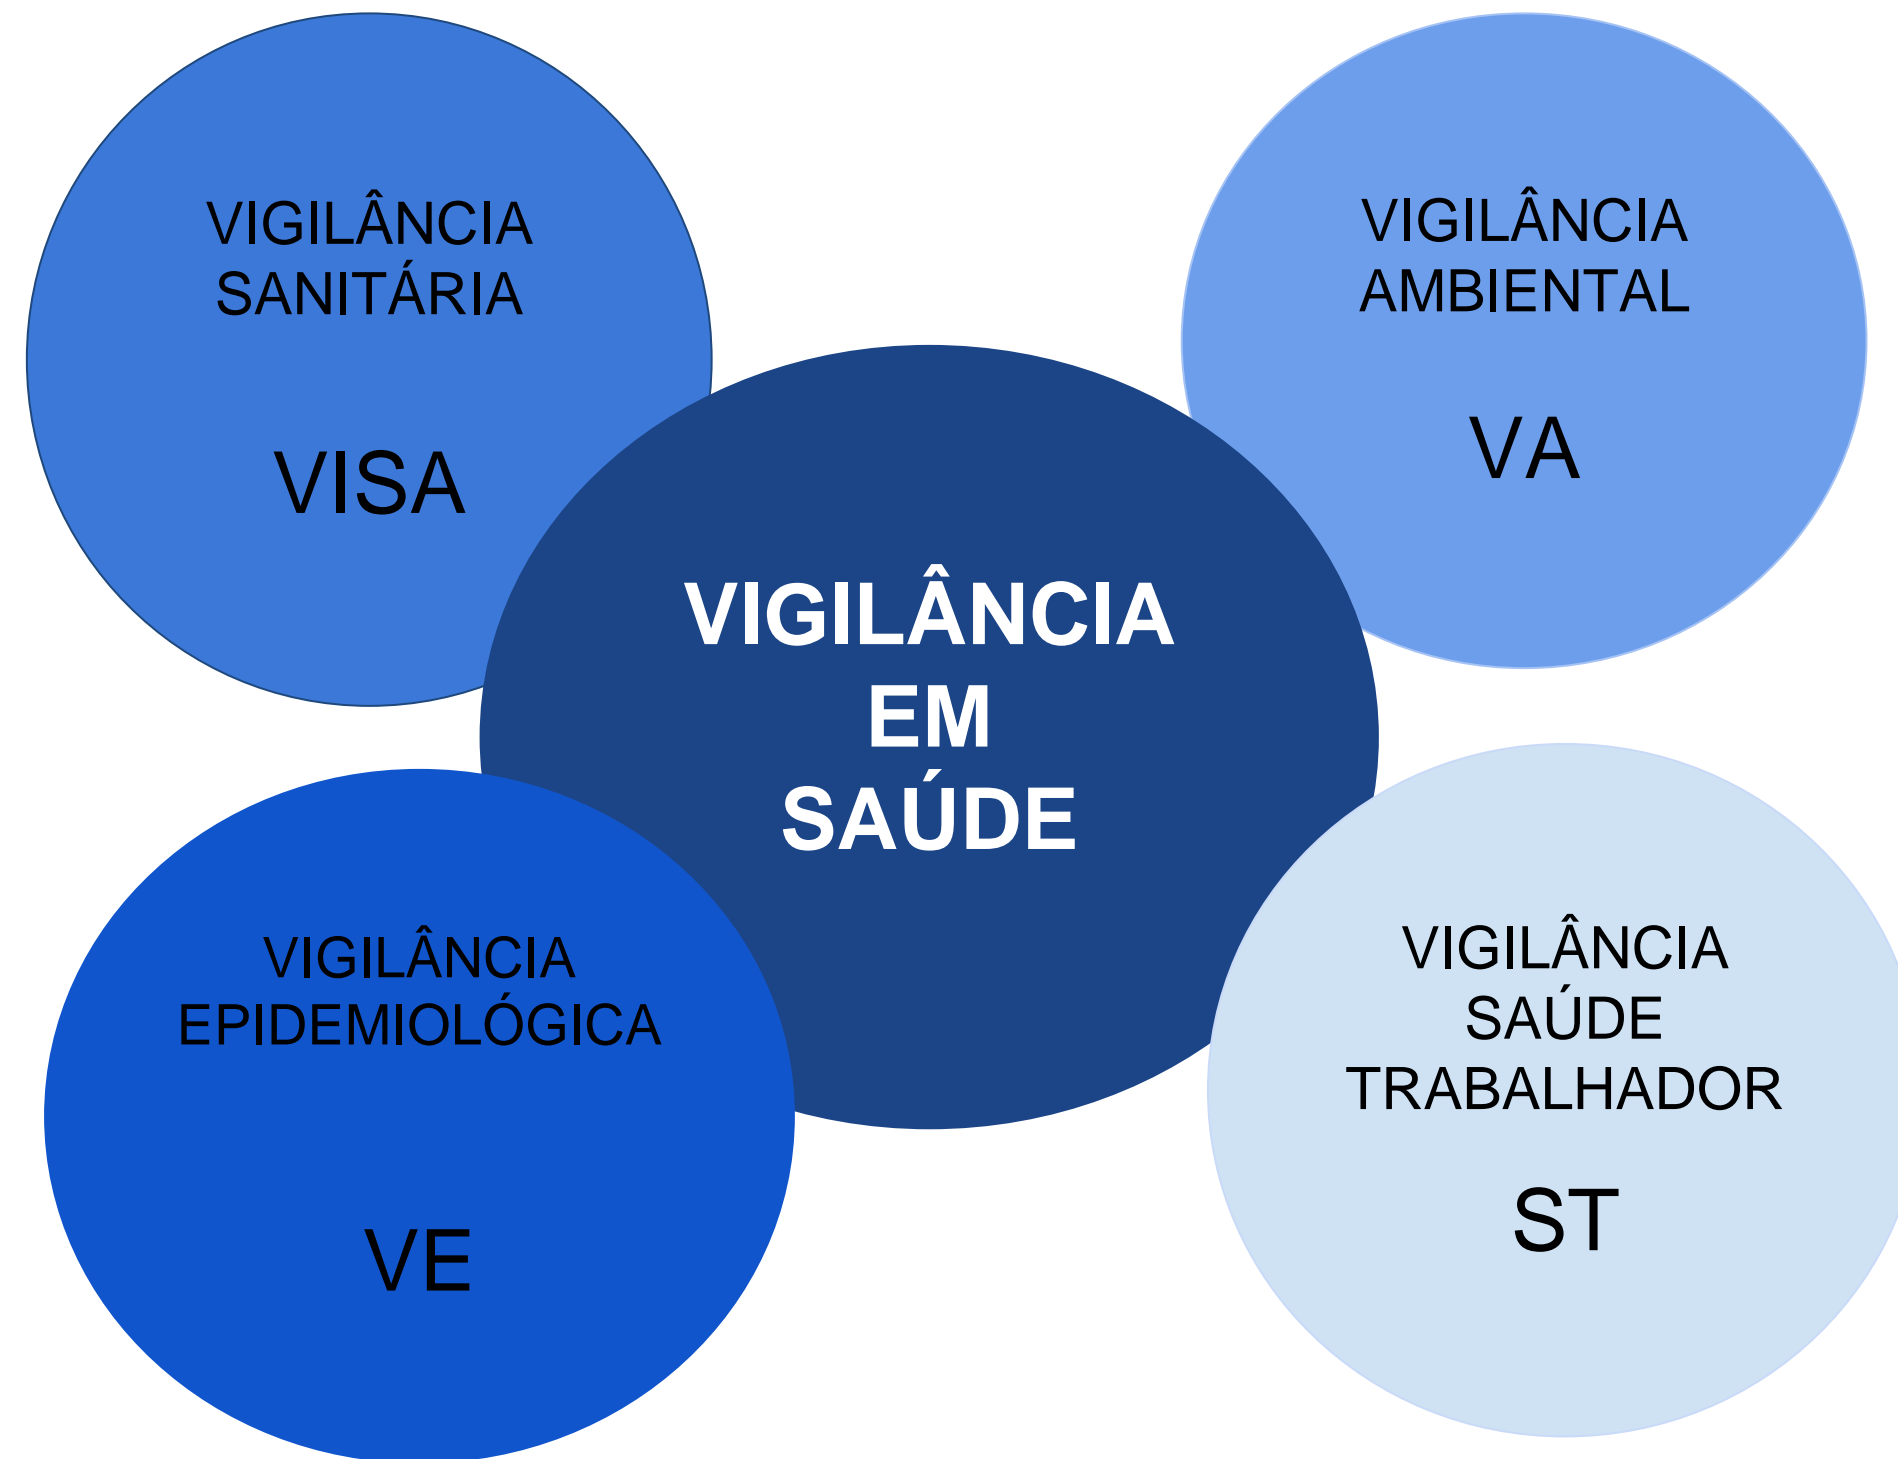 VIGILÂNCIA
SANITÁRIA
VISA
VIGILÂNCIA
AMBIENTAL
VA
VIGILÂNCIA
EM
SAÚDE
VIGILÂNCIA
EPIDEMIOLÓGICA
VE
VIGILÂNCIA
SAÚDE
TRABALHADOR
ST